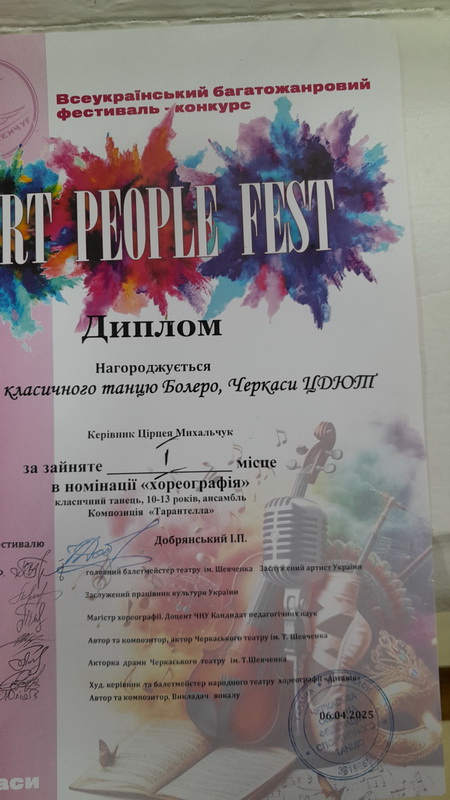 Всеукраїнський багатожанровий
фестиваль - конкурс
RT PEOPLE FEST
Диплом
Нагороджується
класичного танцю Болеро, Черкаси ЦДЮТ
Керівник Цірцея Михальчук
за зайняте І місце
в номінації «хореографія»
класичний танець, 10-13 років, ансамбль
Композиція «Тарантелла»
стивалю
Добрянський І.П.
головний балетмейстер театру ім. Шевченка Заслужений артист України
Заслужений працівник культури України
Магістр хореографії. Доцент ЧНУ Кандидат педагогічних наук
Автор та композитор, актор Черкаського театру ім. Т. Шевченка
Акторка драми Черкаського театру ім. Т.Шевченка
Худ. керівник та балетмейстер народного театру хореографії
Автор та композитор. Викладач вокалу
06.04.2025
аси